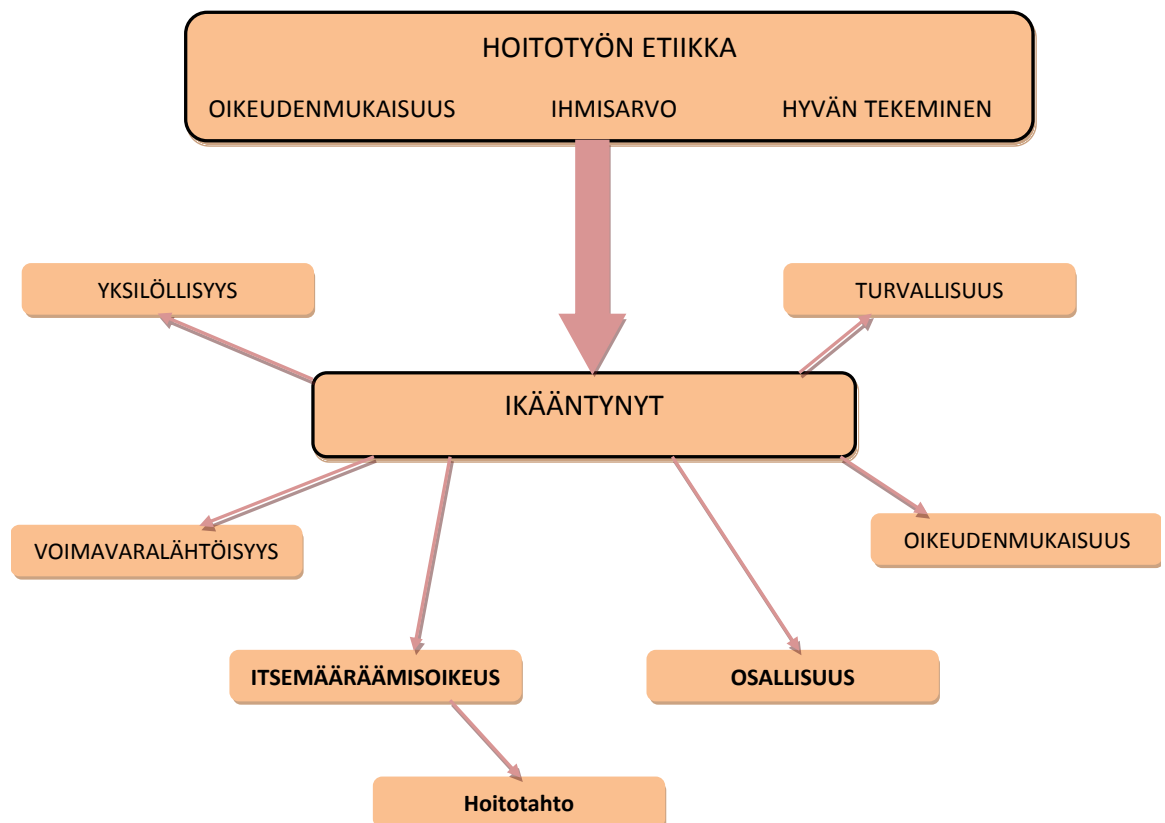 HOITOTYÖN ETIIKKA
OIKEUDENMUKAISUUS IHMISARVO HYVÄN TEKEMINEN
YKSILÖLLISYYS
TURVALLISUUS
IKÄÄNTYNYT
VOIMAVARALÄHTÖISYYS
OIKEUDENMUKAISUUS
ITSEMÄÄRÄÄMISOIKEUS
OSALLISUUS
Hoitotahto